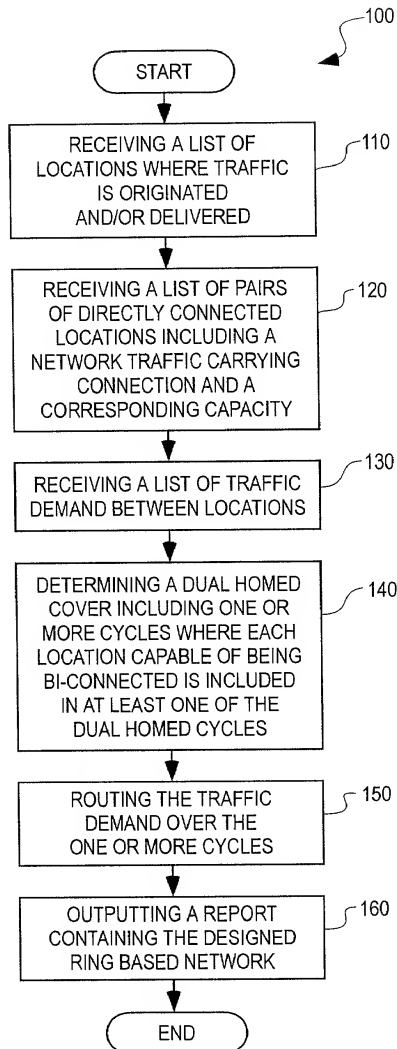 100
START
RECEIVING A LIST OF
LOCATIONS WHERE TRAFFIC
IS ORIGINATED
AND/OR DELIVERED
110
RECEIVING A LIST OF PAIRS
OF DIRECTLY CONNECTED
LOCATIONS INCLUDING A
NETWORK TRAFFIC CARRYING
CONNECTION AND A
CORRESPONDING CAPACITY
120
RECEIVING A LIST OF TRAFFIC
DEMAND BETWEEN LOCATIONS
130
DETERMINING A DUAL HOMED
COVER INCLUDING ONE OR
MORE CYCLES WHERE EACH
LOCATION CAPABLE OF BEING
BI-CONNECTED IS INCLUDED
IN AT LEAST ONE OF THE
DUAL HOMED CYCLES
140
ROUTING THE TRAFFIC
DEMAND OVER THE
ONE OR MORE CYCLES
150
OUTPUTTING A REPORT
CONTAINING THE DESIGNED
RING BASED NETWORK
160
END